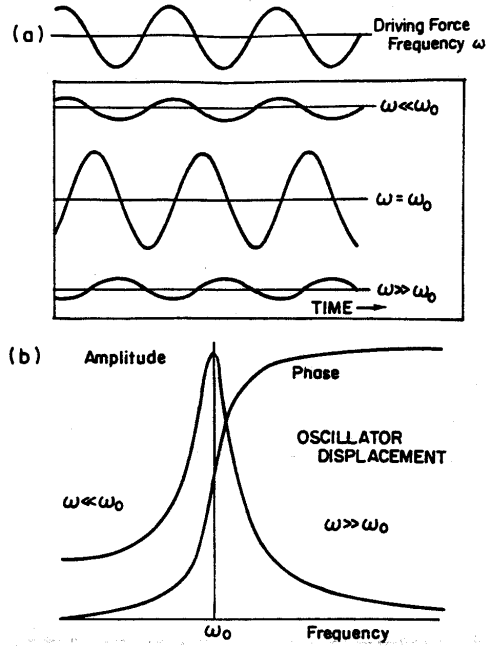 (a)
Driving Force
Frequency ω
ω≪ω₀
ω=ω₀
ω≫ω₀
TIME →
(b)
Amplitude
Phase
OSCILLATOR
DISPLACEMENT
ω≪ω₀
ω≫ω₀
ω₀
Frequency